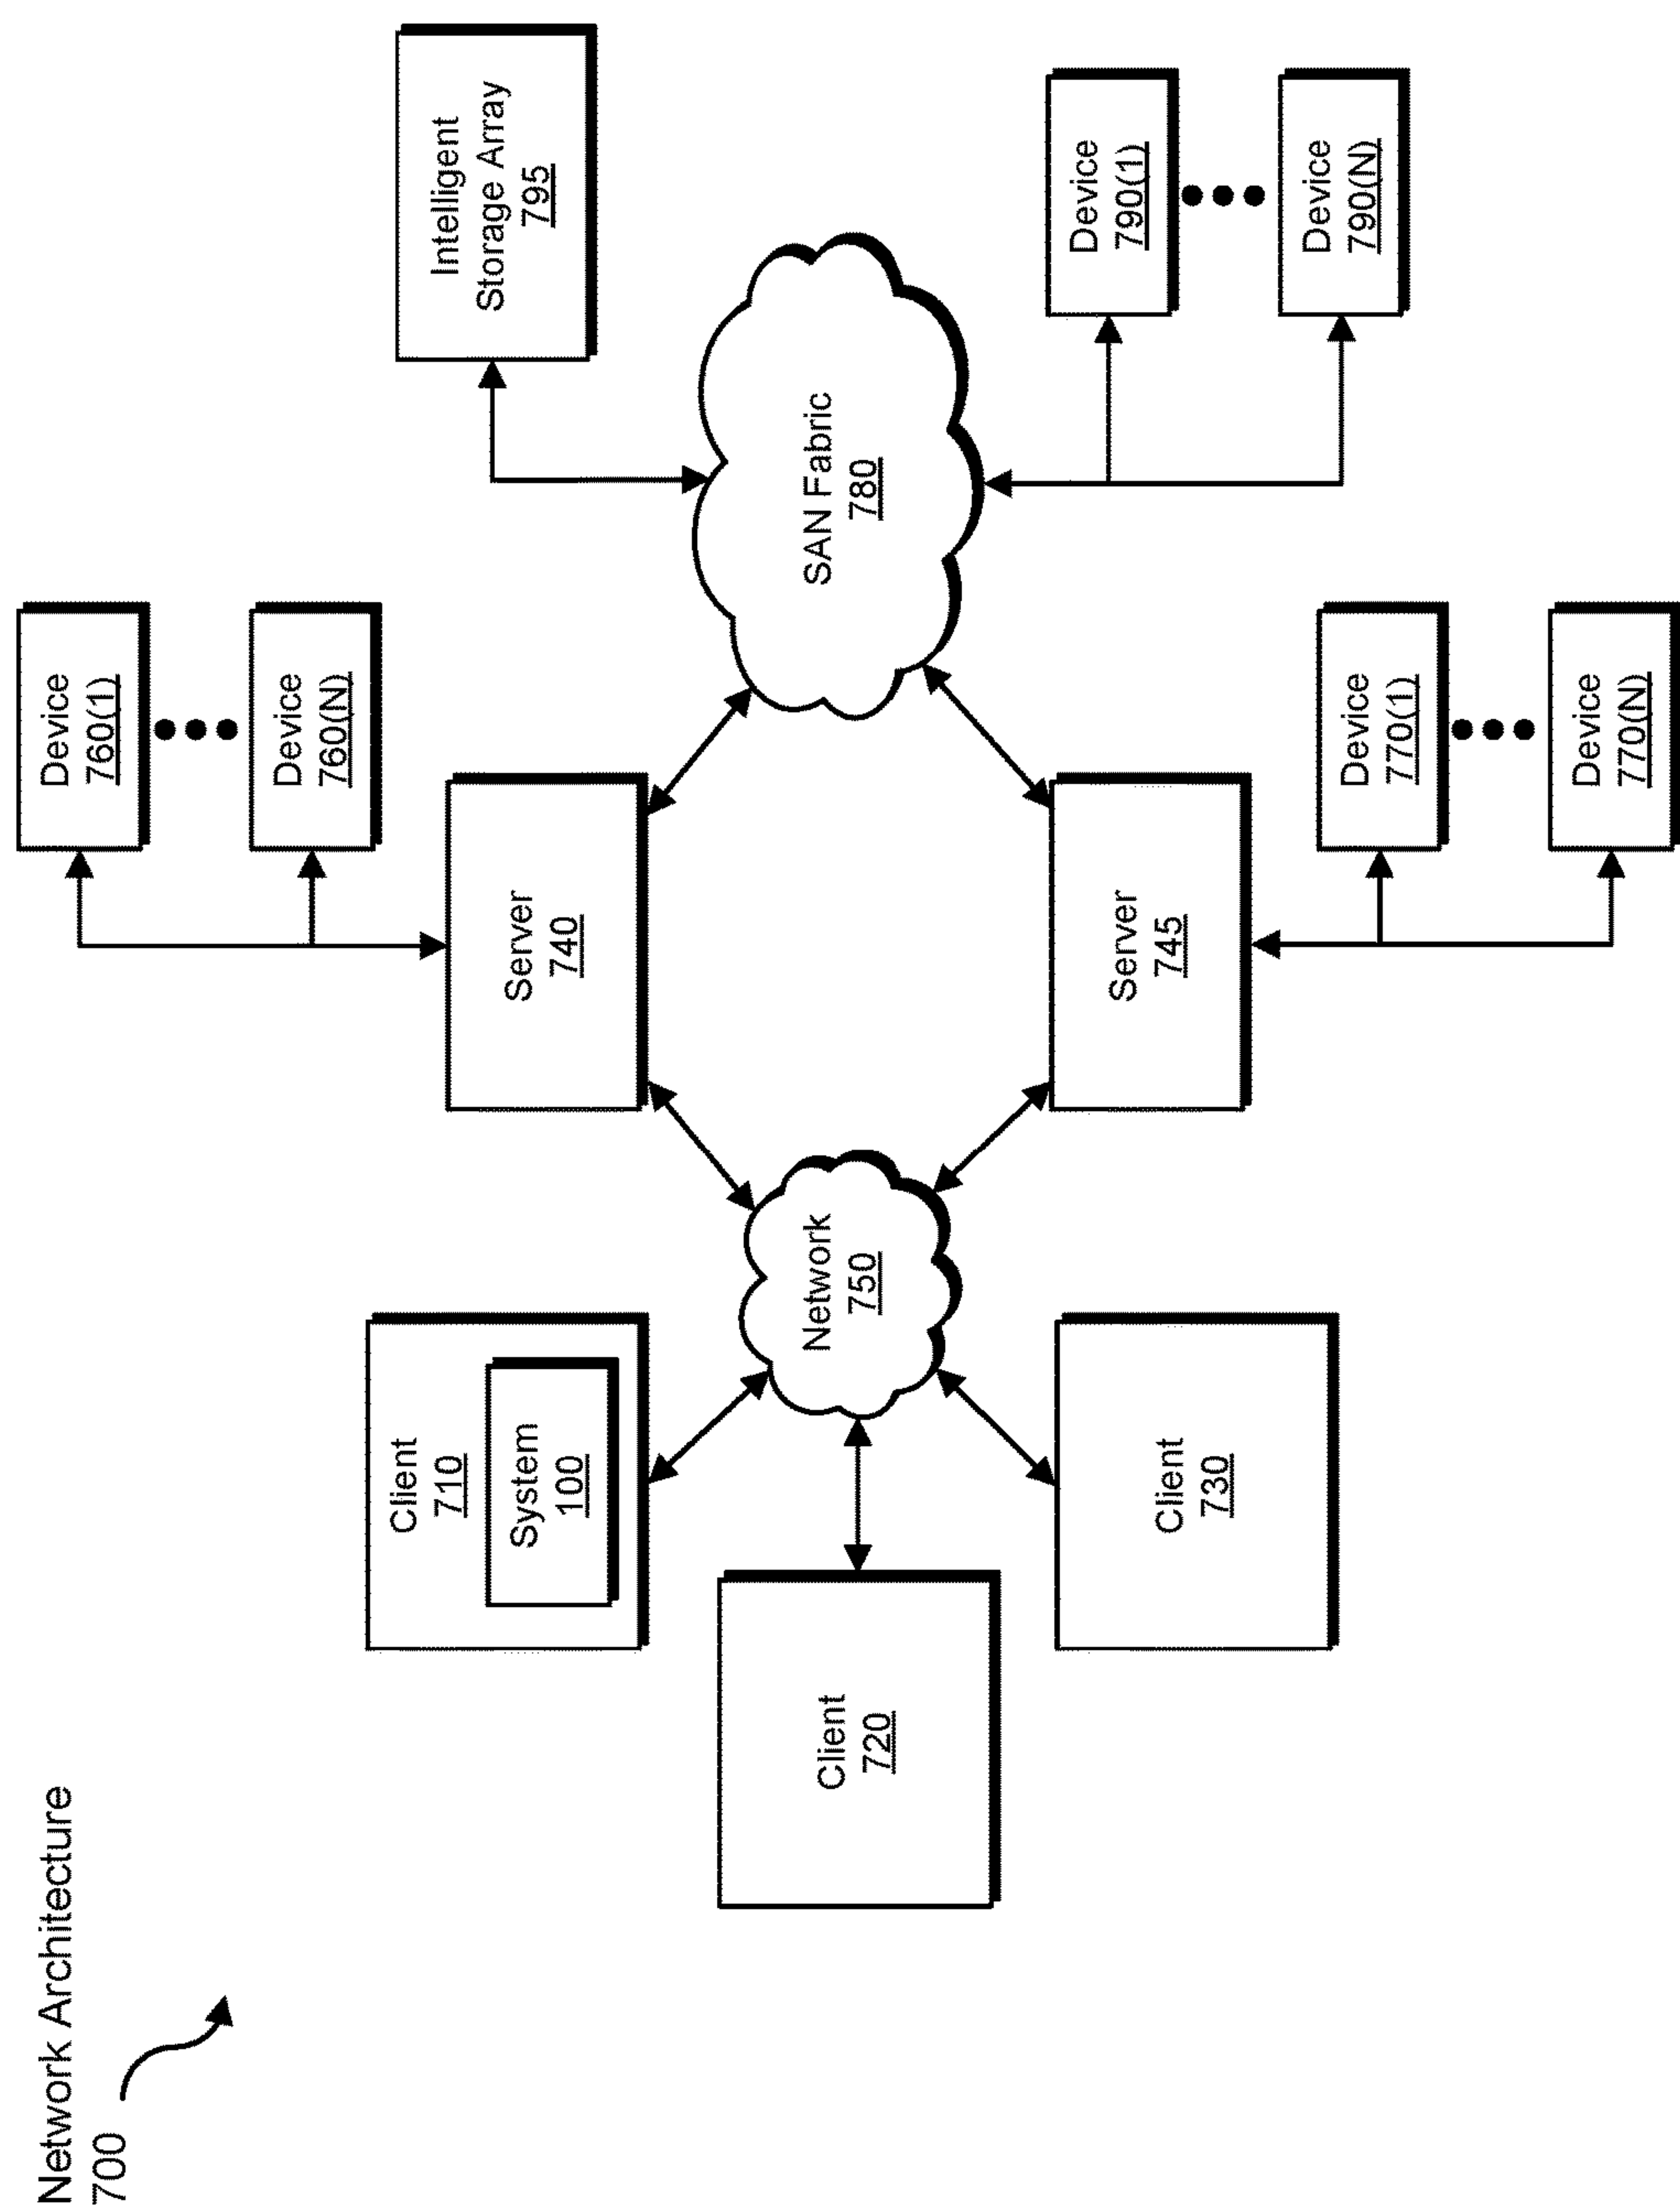 Network Architecture
700
Client
710
System
100
Client
720
Client
730
Network
750
Server
740
Server
745
Device
760(1)
Device
760(N)
Device
770(1)
Device
770(N)
SAN Fabric
780
Intelligent
Storage Array
795
Device
790(1)
Device
790(N)